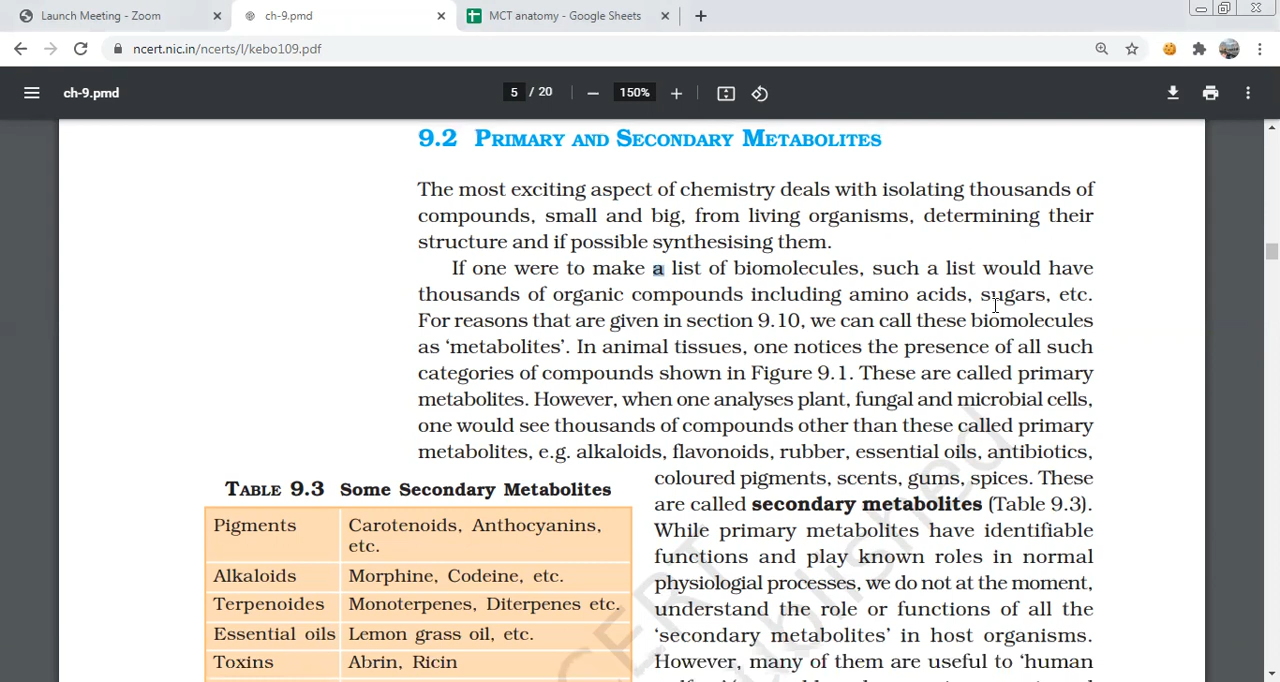 Launch Meeting - Zoom
ch-9.pmd
MCT anatomy - Google Sheets
ncert.nic.in/ncerts/l/kebo109.pdf
ch-9.pmd
5 / 20
150%
9.2 PRIMARY AND SECONDARY METABOLITES
The most exciting aspect of chemistry deals with isolating thousands of
compounds, small and big, from living organisms, determining their
structure and if possible synthesising them.
If one were to make a list of biomolecules, such a list would have
thousands of organic compounds including amino acids, sugars, etc.
For reasons that are given in section 9.10, we can call these biomolecules
as ‘metabolites’. In animal tissues, one notices the presence of all such
categories of compounds shown in Figure 9.1. These are called primary
metabolites. However, when one analyses plant, fungal and microbial cells,
one would see thousands of compounds other than these called primary
metabolites, e.g. alkaloids, flavonoids, rubber, essential oils, antibiotics,
coloured pigments, scents, gums, spices. These
are called secondary metabolites (Table 9.3).
While primary metabolites have identifiable
functions and play known roles in normal
physiologial processes, we do not at the moment,
understand the role or functions of all the
‘secondary metabolites’ in host organisms.
However, many of them are useful to ‘human
TABLE 9.3 Some Secondary Metabolites
Pigments Carotenoids, Anthocyanins,
etc.
Alkaloids Morphine, Codeine, etc.
Terpenoides Monoterpenes, Diterpenes etc.
Essential oils Lemon grass oil, etc.
Toxins Abrin, Ricin
NCERT
published